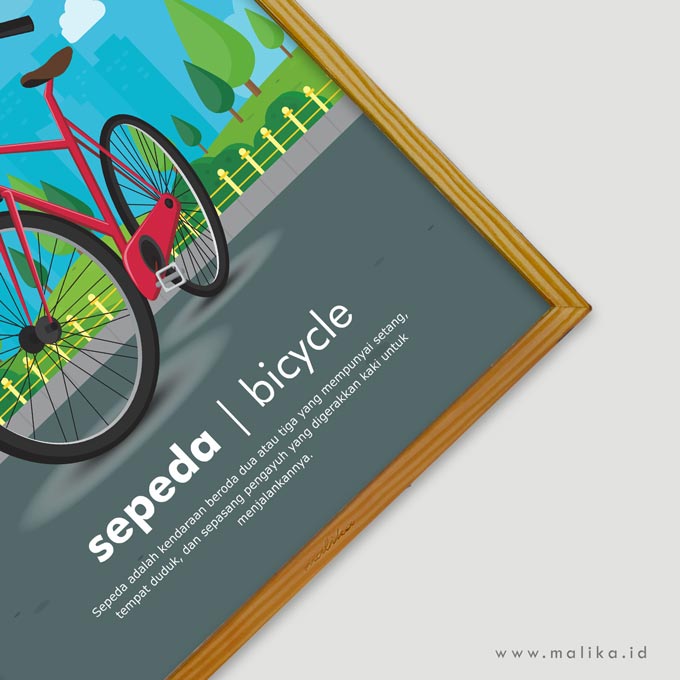 sepeda | bicycle
Sepeda adalah kendaraan beroda dua atau tiga yang mempunyai setang,
tempat duduk, dan sepasang pengayuh yang digerakkan kaki untuk
menjalankannya.
www.malika.id